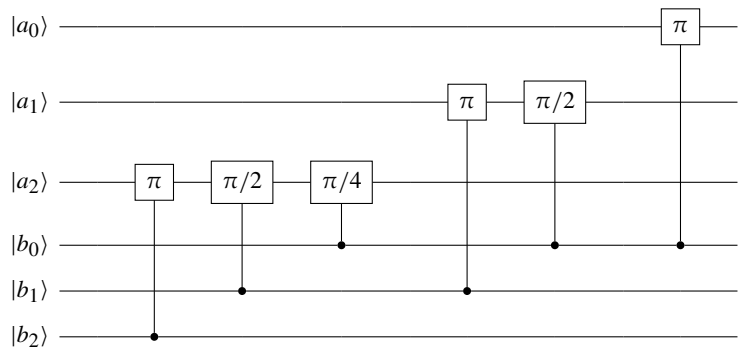 |a₀⟩ π
|a₁⟩ π π/2
|a₂⟩ π π/2 π/4
|b₀⟩
|b₁⟩
|b₂⟩